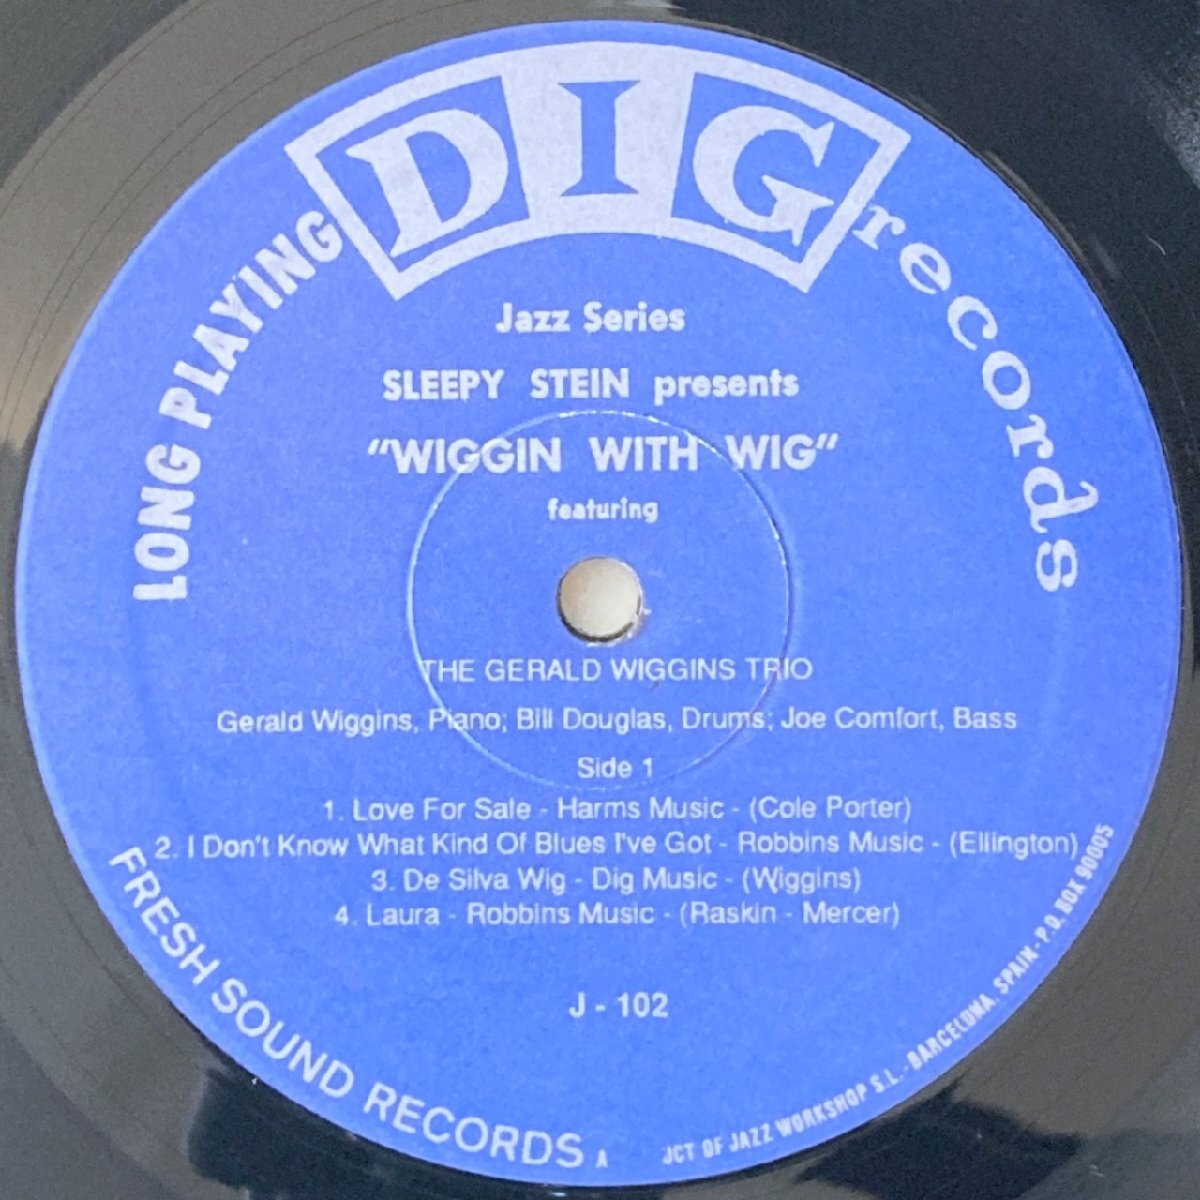 DIG records
LONG PLAYING
Jazz Series
SLEEPY STEIN presents
"WIGGIN WITH WIG"
featuring
THE GERALD WIGGINS TRIO
Gerald Wiggins, Piano; Bill Douglas, Drums; Joe Comfort, Bass
Side 1
1. Love For Sale - Harms Music - (Cole Porter)
2. I Don't Know What Kind Of Blues I've Got - Robbins Music - (Ellington)
3. De Silva Wig - Dig Music - (Wiggins)
4. Laura - Robbins Music - (Raskin - Mercer)
J - 102
FRESH SOUND RECORDS A
JCT OF JAZZ WORKSHOP S.L. - BARCELONA, SPAIN - P.O. BOX 90005